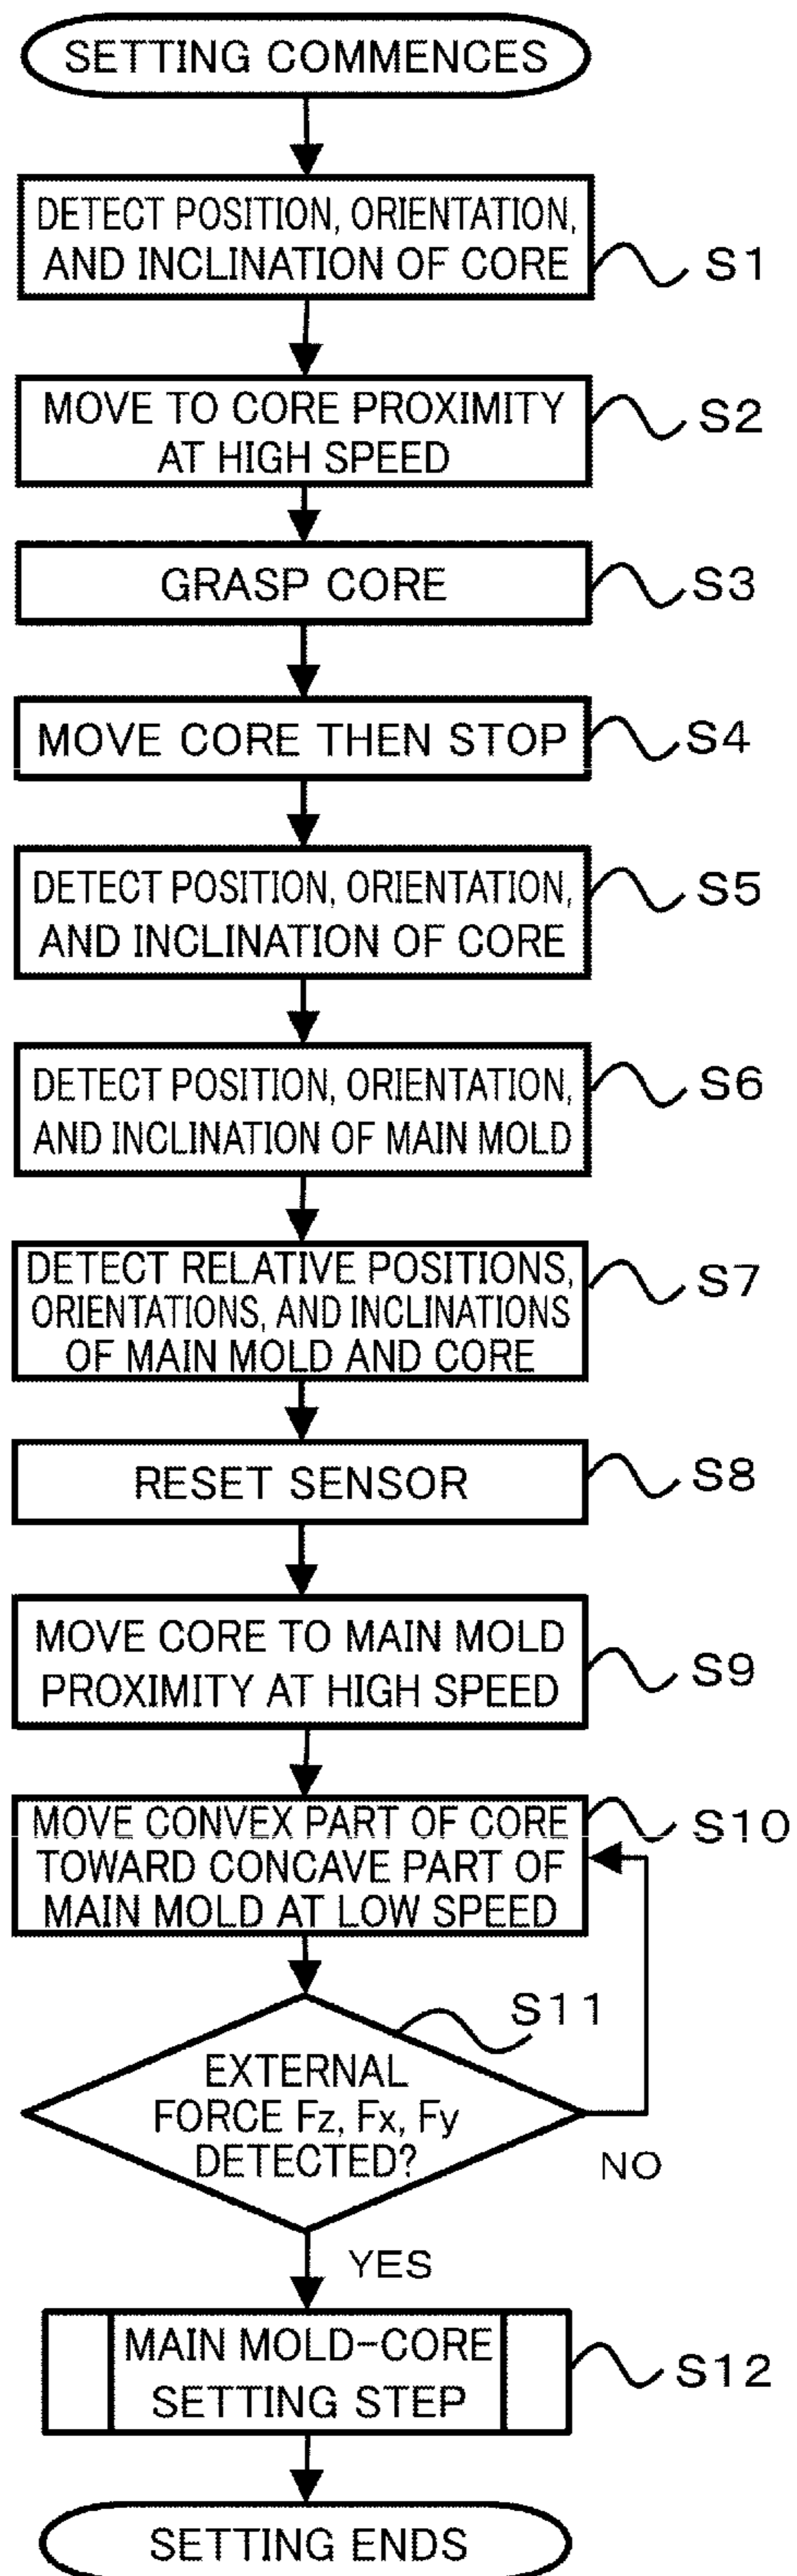 SETTING COMMENCES
DETECT POSITION, ORIENTATION,
AND INCLINATION OF CORE
S1
MOVE TO CORE PROXIMITY
AT HIGH SPEED
S2
GRASP CORE
S3
MOVE CORE THEN STOP
S4
DETECT POSITION, ORIENTATION,
AND INCLINATION OF CORE
S5
DETECT POSITION, ORIENTATION,
AND INCLINATION OF MAIN MOLD
S6
DETECT RELATIVE POSITIONS,
ORIENTATIONS, AND INCLINATIONS
OF MAIN MOLD AND CORE
S7
RESET SENSOR
S8
MOVE CORE TO MAIN MOLD
PROXIMITY AT HIGH SPEED
S9
MOVE CONVEX PART OF CORE
TOWARD CONCAVE PART OF
MAIN MOLD AT LOW SPEED
S10
S11
EXTERNAL
FORCE Fz, Fx, Fy
DETECTED?
NO
YES
MAIN MOLD-CORE
SETTING STEP
S12
SETTING ENDS